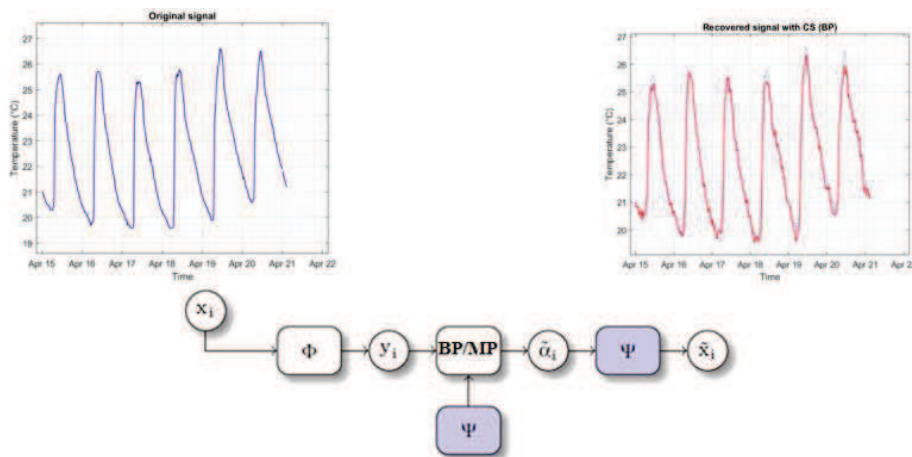 Original signal
27
26
25
24
23
22
21
20
19
Temperature (°C)
Apr 15 Apr 16 Apr 17 Apr 18 Apr 19 Apr 20 Apr 21 Apr 22
Time
Recovered signal with CS (BP)
27
26
25
24
23
22
21
20
Temperature (°C)
Apr 15 Apr 16 Apr 17 Apr 18 Apr 19 Apr 20 Apr 21 Apr 22
Time
xᵢ
Φ
yᵢ
BP/MP
α̃ᵢ
Ψ
x̃ᵢ
Ψ